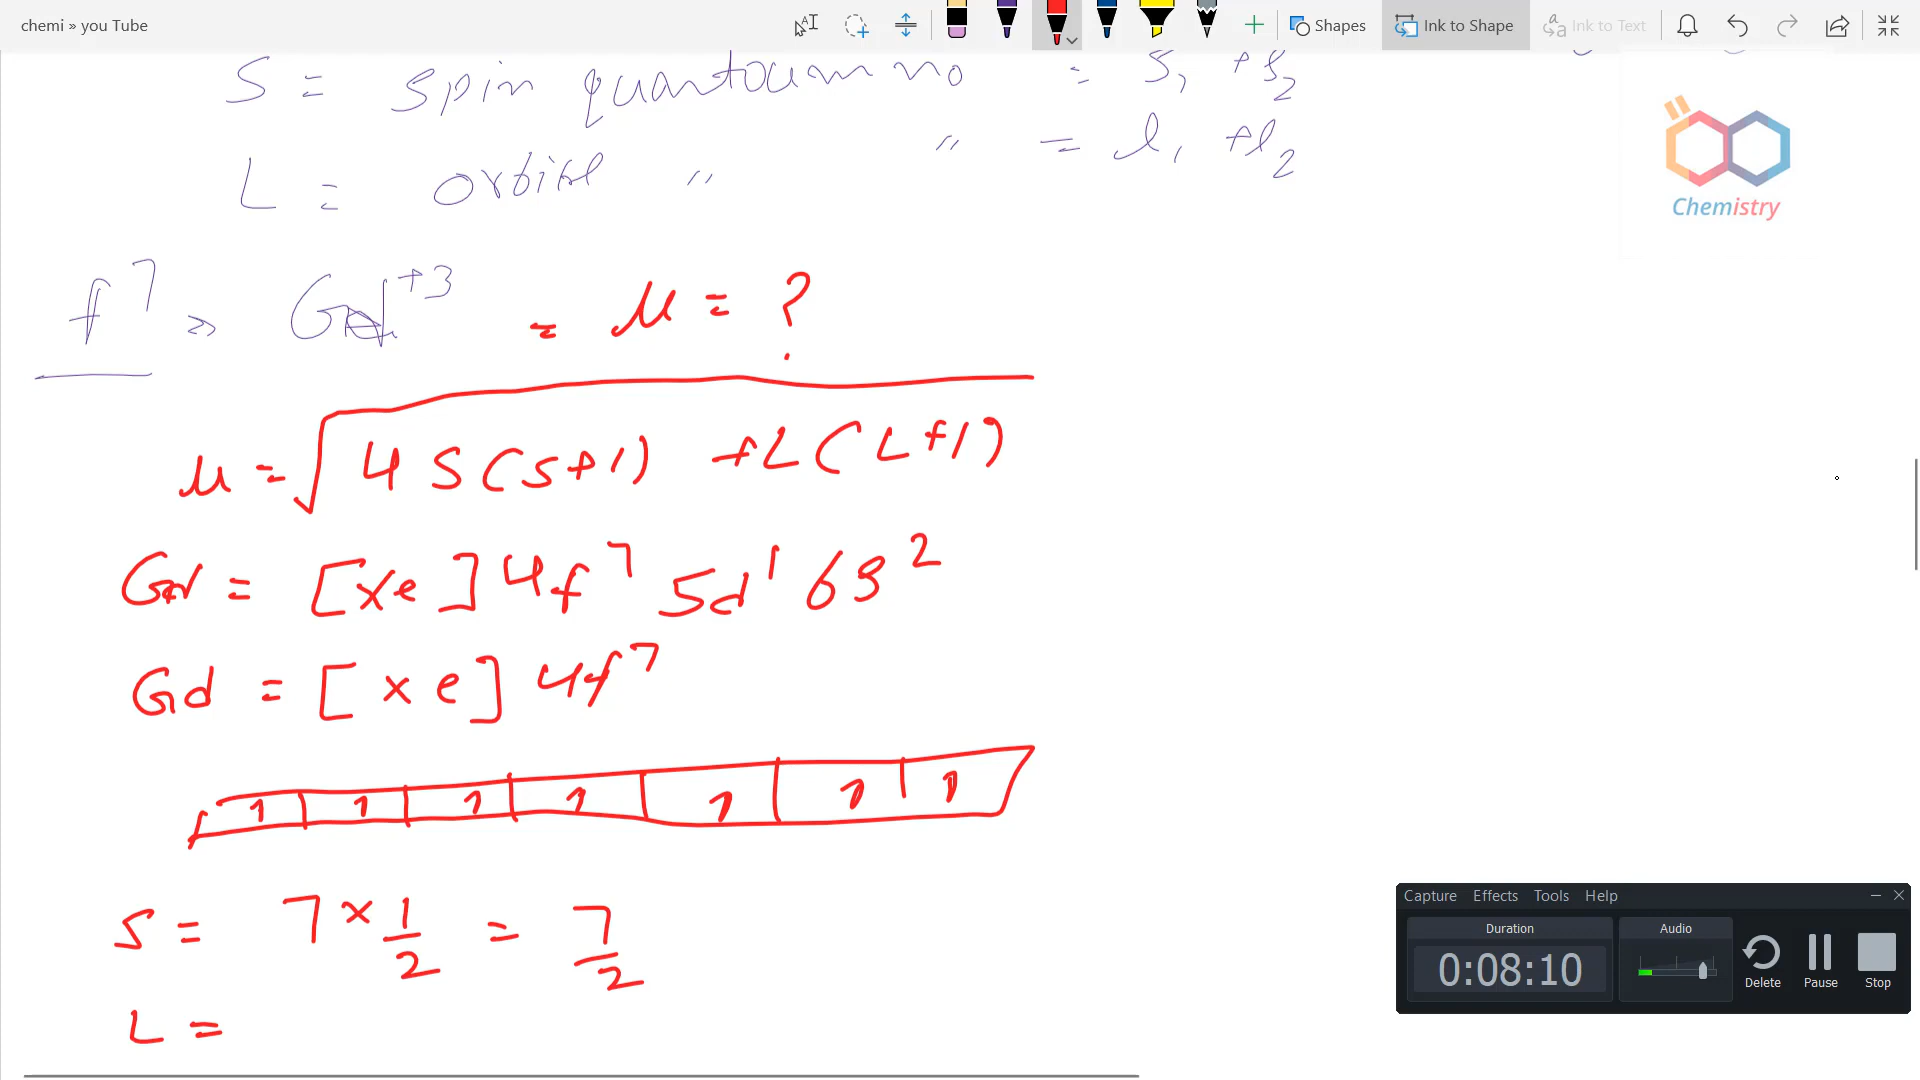 chemi » you Tube
Shapes
Ink to Shape
Ink to Text
S = spin quantoum no = S1 + S2
L = orbital " " = l1 + l2
Chemistry
f7 » Gd+3 = μ = ?
μ = √4 S(S+1) + L(L+1)
Gd = [xe] 4f7 5d1 6s2
Gd = [xe] 4f7
1 1 1 1 1 1 1
S = 7 × 1/2 = 7/2
L =
Capture Effects Tools Help
Duration
Audio
0:08:10
Delete Pause Stop